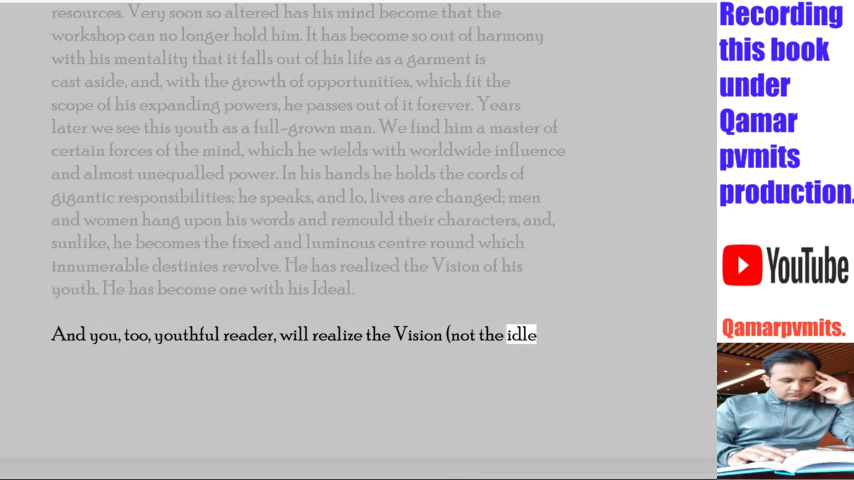 resources. Very soon so altered has his mind become that the
workshop can no longer hold him. It has become so out of harmony
with his mentality that it falls out of his life as a garment is
cast aside, and, with the growth of opportunities, which fit the
scope of his expanding powers, he passes out of it forever. Years
later we see this youth as a full-grown man. We find him a master of
certain forces of the mind, which he wields with worldwide influence
and almost unequalled power. In his hands he holds the cords of
gigantic responsibilities; he speaks, and lo, lives are changed; men
and women hang upon his words and remould their characters, and,
sunlike, he becomes the fixed and luminous centre round which
innumerable destinies revolve. He has realized the Vision of his
youth. He has become one with his Ideal.
And you, too, youthful reader, will realize the Vision (not the idle
Recording
this book
under
Qamar
pvmits
production.
YouTube
Qamarpvmits.